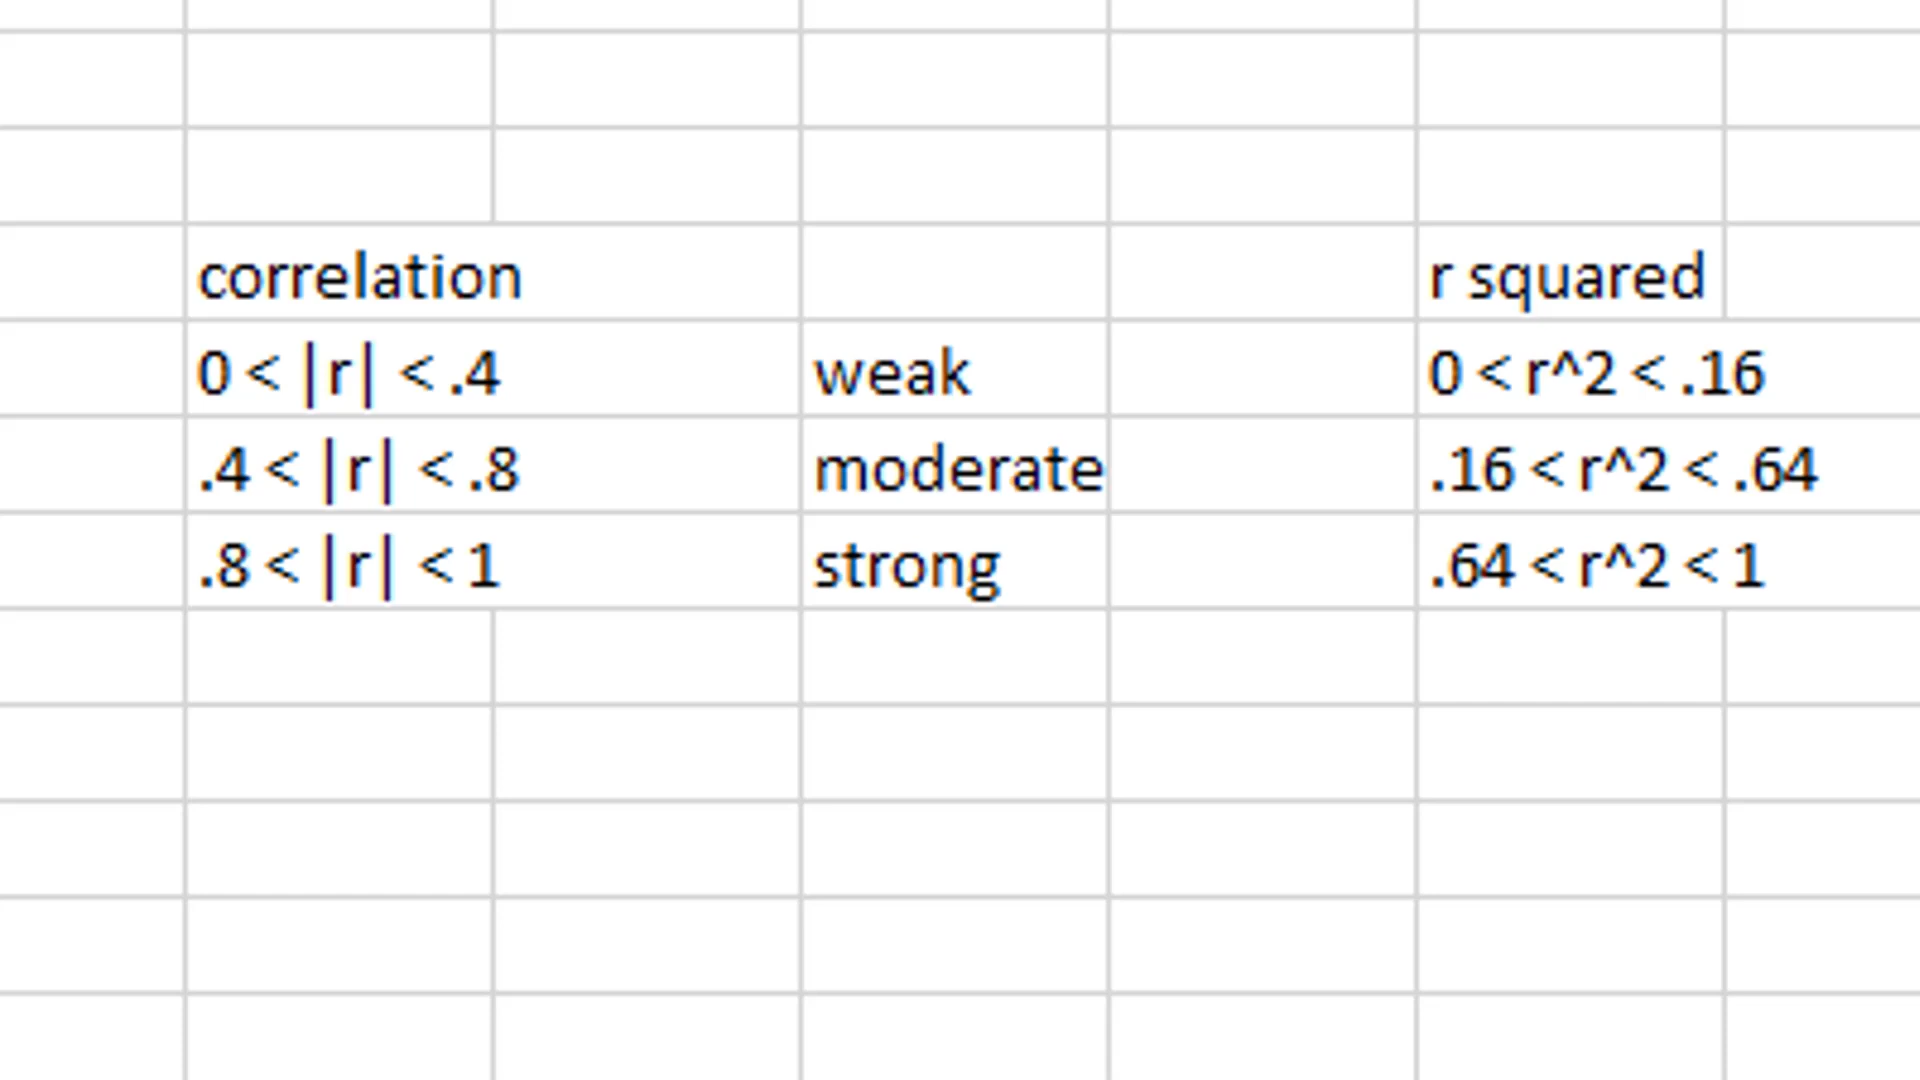 correlation r squared
0 < |r| < .4 weak 0 < r^2 < .16
.4 < |r| < .8 moderate .16 < r^2 < .64
.8 < |r| < 1 strong .64 < r^2 < 1